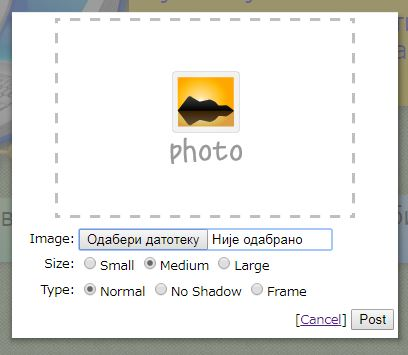 photo
Image: Одабери датотеку Није одабрано
Size: Small Medium Large
Type: Normal No Shadow Frame
[Cancel] Post